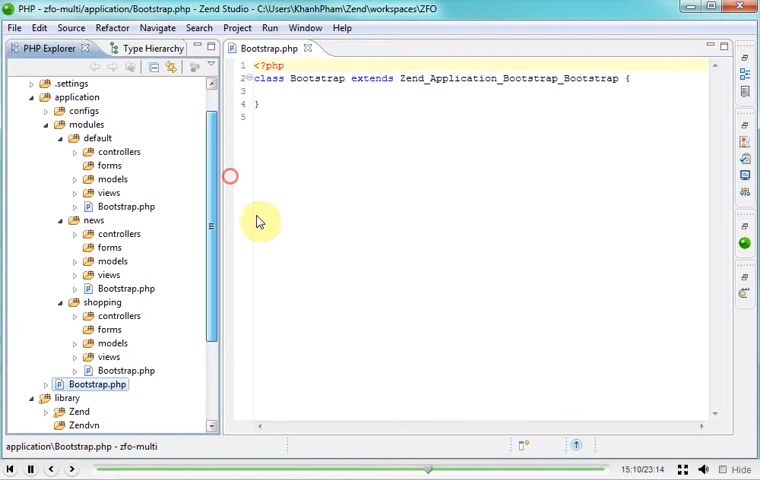 PHP - zfo-multi/application/Bootstrap.php - Zend Studio - C:\Users\KhanhPham\Zend\workspaces\ZFO
File Edit Source Refactor Navigate Search Project Run Window Help
PHP Explorer Type Hierarchy Bootstrap.php
.settings
application
configs
modules
default
controllers
forms
models
views
Bootstrap.php
news
controllers
forms
models
views
Bootstrap.php
shopping
controllers
forms
models
views
Bootstrap.php
Bootstrap.php
library
Zend
Zendvn
1 <?php
2 class Bootstrap extends Zend_Application_Bootstrap_Bootstrap {
3
4 }
5
application\Bootstrap.php - zfo-multi
15:10/23:14 Hide